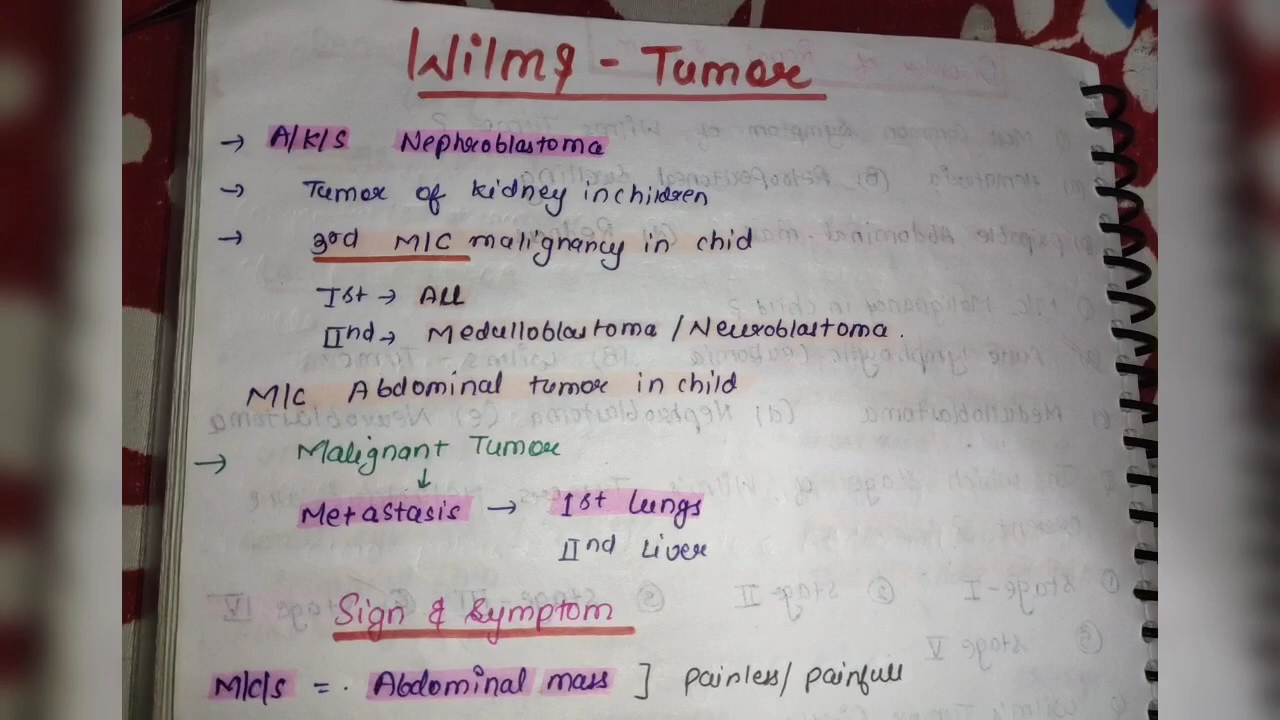 Wilms - Tumor
→ A/K/S Nephroblastoma
→ Tumor of kidney in children
→ 3rd M/C malignancy in chid
Ist → ALL
IInd → Medulloblastoma / Neuroblastoma.
M/C Abdominal tumor in child
→ Malignant Tumor
↓
Metastasis → Ist Lungs
IInd Liver
Sign & Symptom
M/C/S = . Abdominal mass ] painless/ painfull